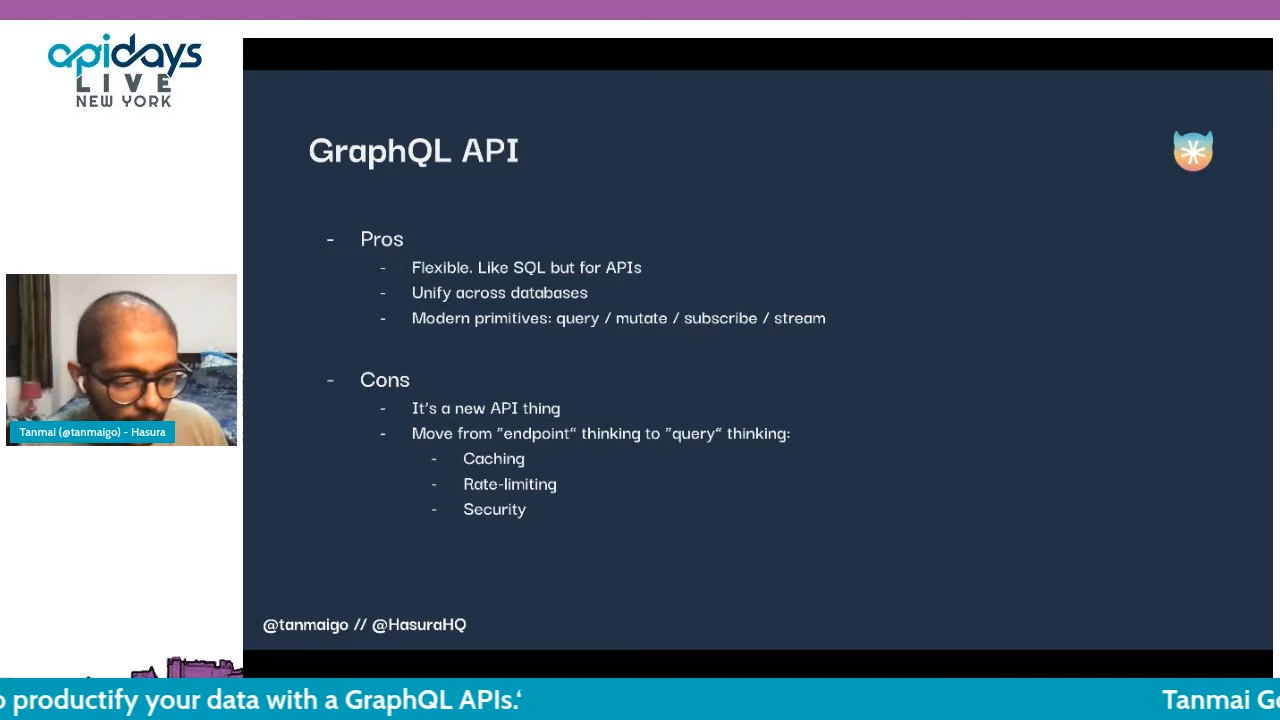 apidays
LIVE
NEW YORK
GraphQL API
- Pros
- Flexible. Like SQL but for APIs
- Unify across databases
- Modern primitives: query / mutate / subscribe / stream
- Cons
- It's a new API thing
- Move from "endpoint" thinking to "query" thinking:
- Caching
- Rate-limiting
- Security
@tanmaigo // @HasuraHQ
Tanmai (@tanmaigo) - Hasura
productify your data with a GraphQL APIs.‘
Tanmai